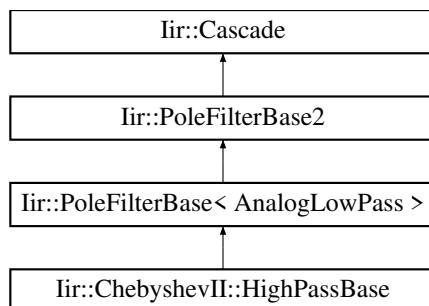 Iir::Cascade
Iir::PoleFilterBase2
Iir::PoleFilterBase< AnalogLowPass >
Iir::ChebyshevII::HighPassBase